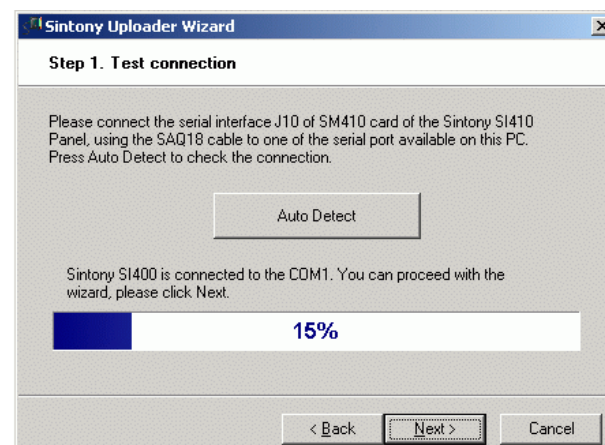 Sintony Uploader Wizard
Step 1. Test connection
Please connect the serial interface J10 of SM410 card of the Sintony SI410
Panel, using the SAQ18 cable to one of the serial port available on this PC.
Press Auto Detect to check the connection.
Auto Detect
Sintony SI400 is connected to the COM1. You can proceed with the
wizard, please click Next.
15%
< Back Next > Cancel